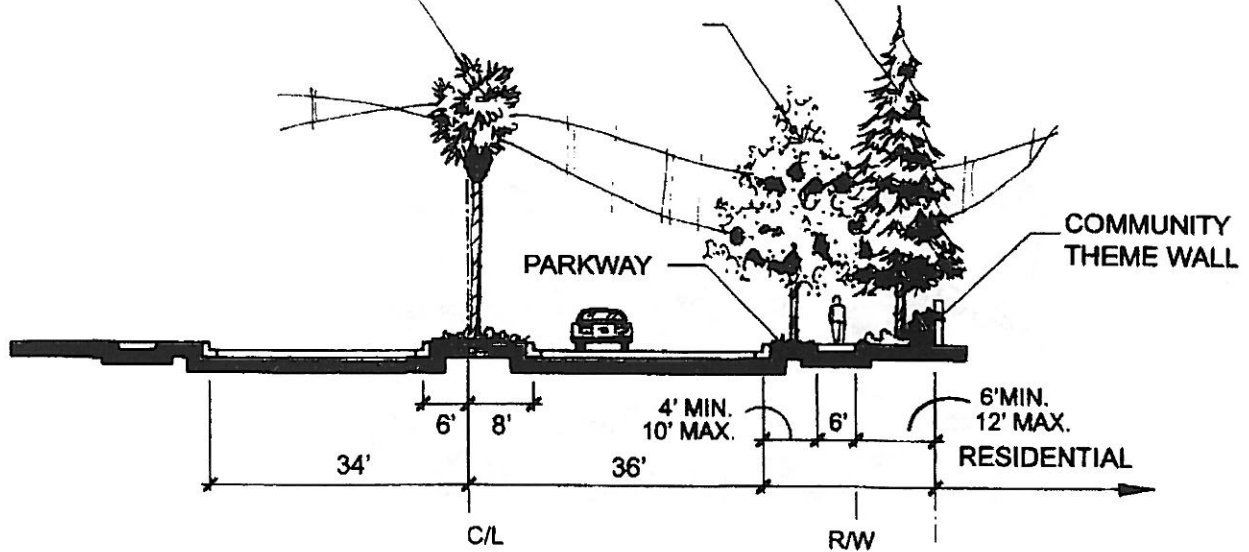 COMMUNITY
THEME WALL
PARKWAY
6'
8'
4' MIN.
10' MAX.
6'
6'MIN.
12' MAX.
34'
36'
RESIDENTIAL
C/L
R/W